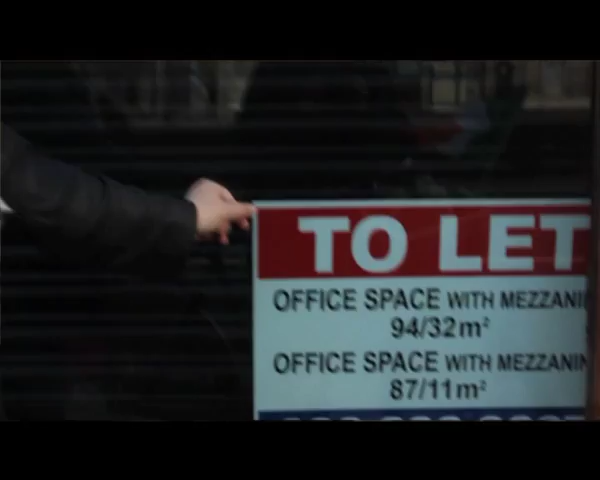 TO LET
OFFICE SPACE WITH
94/32m²
OFFICE SPACE WITH
87/11m²